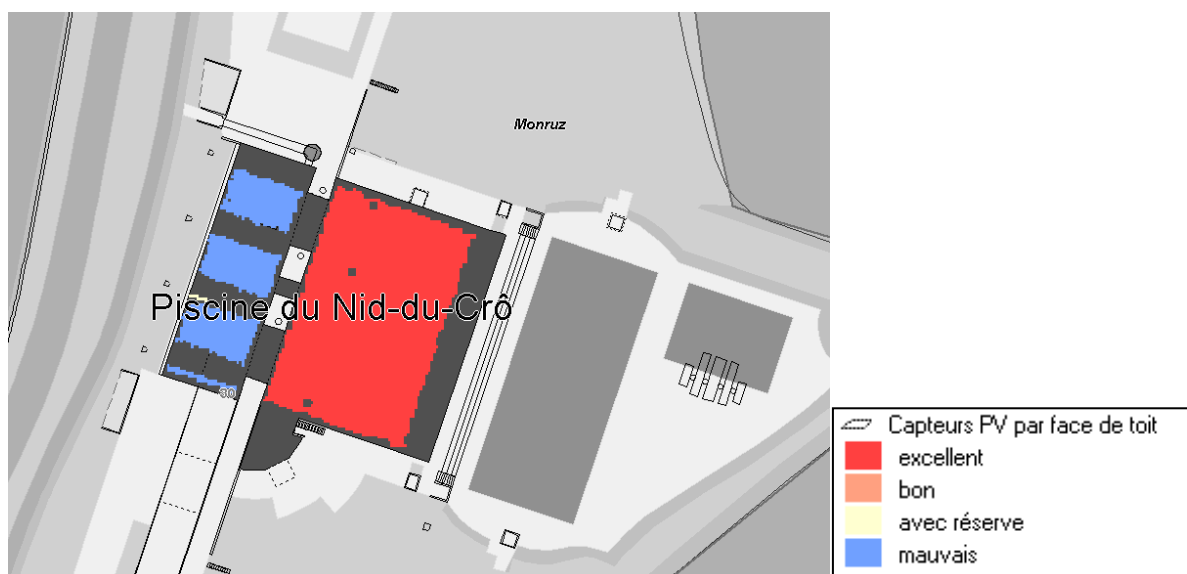 Monruz
Piscine du Nid-du-Crô
30
Capteurs PV par face de toit
excellent
bon
avec réserve
mauvais